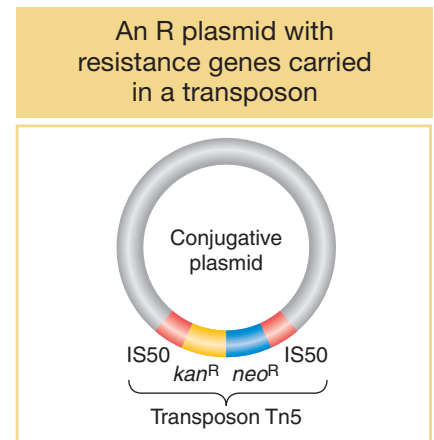 An R plasmid with
resistance genes carried
in a transposon
Conjugative
plasmid
IS50 kanᴿ neoᴿ IS50
Transposon Tn5